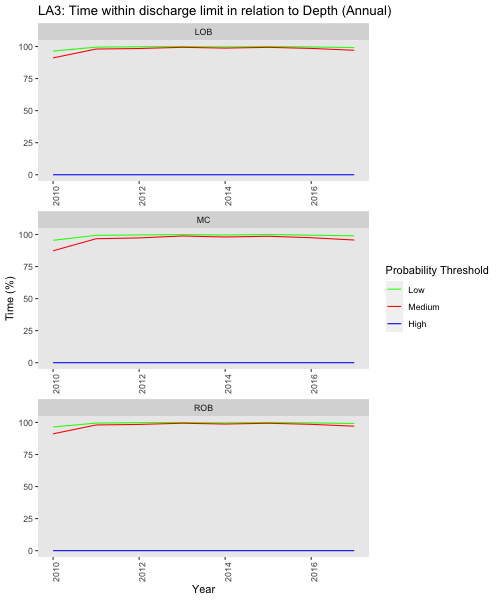 LA3: Time within discharge limit in relation to Depth (Annual)
LOB
100
75
50
25
0
2010
2012
2014
2016
MC
100
75
50
25
0
2010
2012
2014
2016
ROB
100
75
50
25
0
2010
2012
2014
2016
Time (%)
Year
Probability Threshold
Low
Medium
High